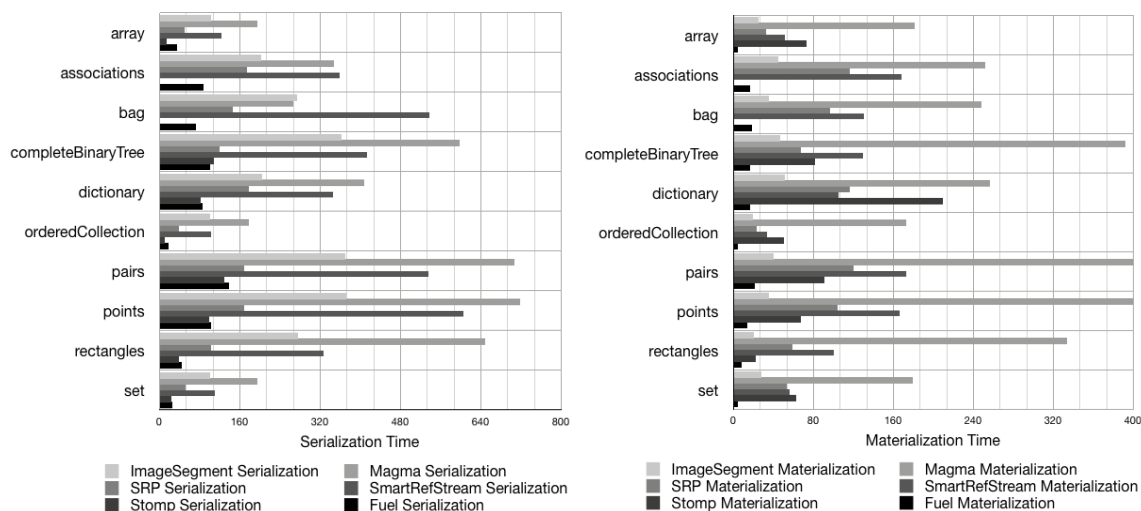 array
associations
bag
completeBinaryTree
dictionary
orderedCollection
pairs
points
rectangles
set
0 160 320 480 640 800
Serialization Time
ImageSegment Serialization Magma Serialization
SRP Serialization SmartRefStream Serialization
Stomp Serialization Fuel Serialization
array
associations
bag
completeBinaryTree
dictionary
orderedCollection
pairs
points
rectangles
set
0 80 160 240 320 400
Materialization Time
ImageSegment Materialization Magma Materialization
SRP Materialization SmartRefStream Materialization
Stomp Materialization Fuel Materialization